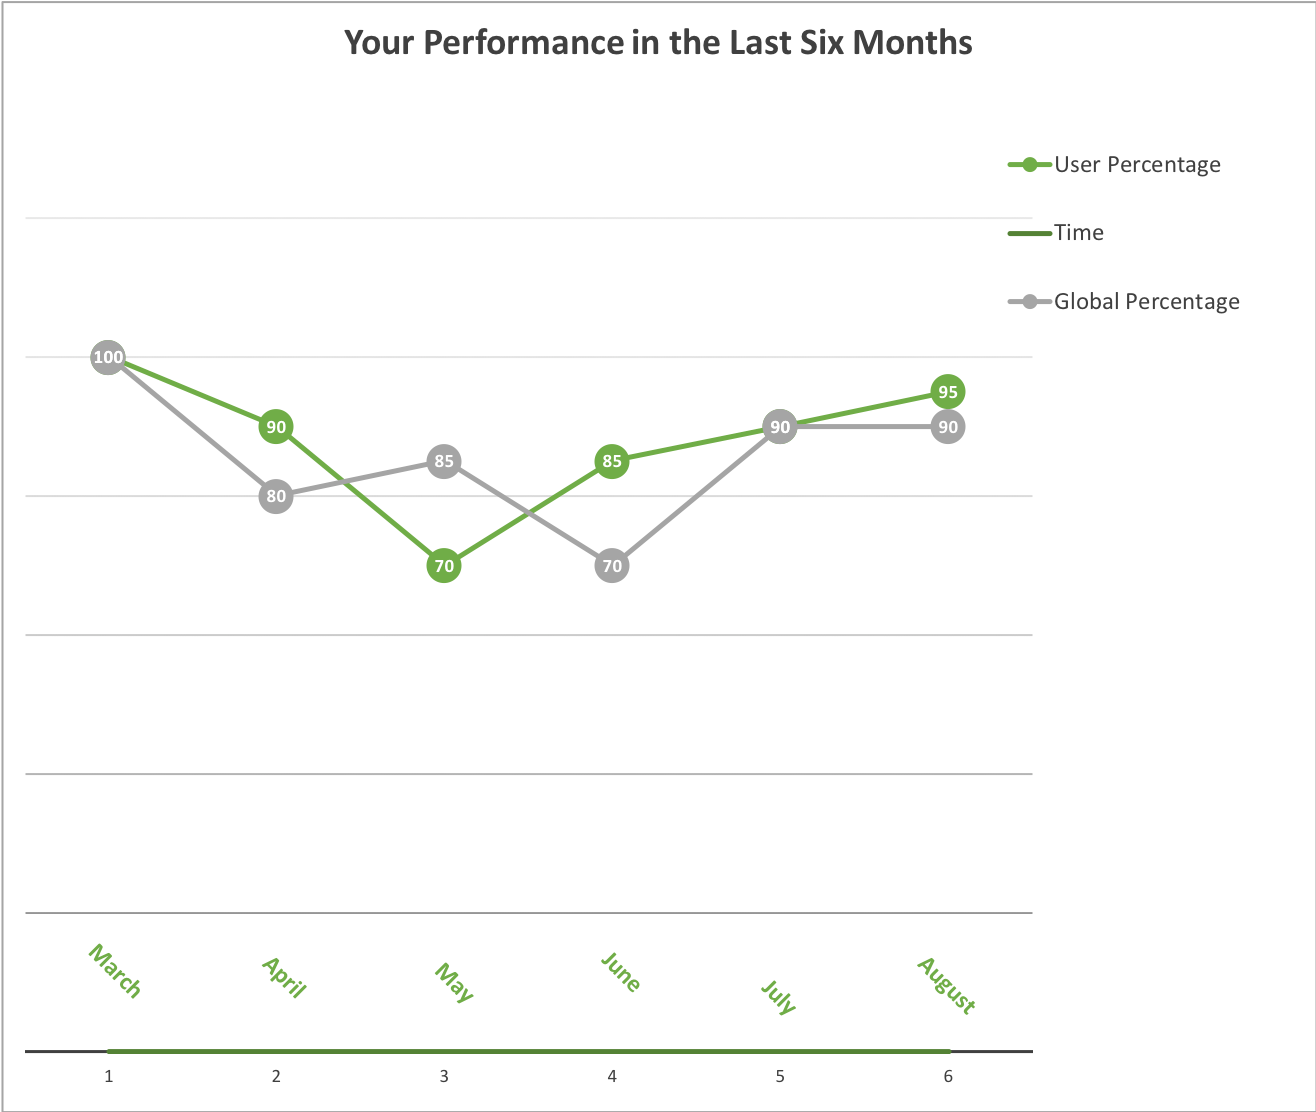 Your Performance in the Last Six Months
User Percentage
Time
Global Percentage
100
95
90
90
90
85
85
80
70
70
March
April
May
June
July
August
1
2
3
4
5
6